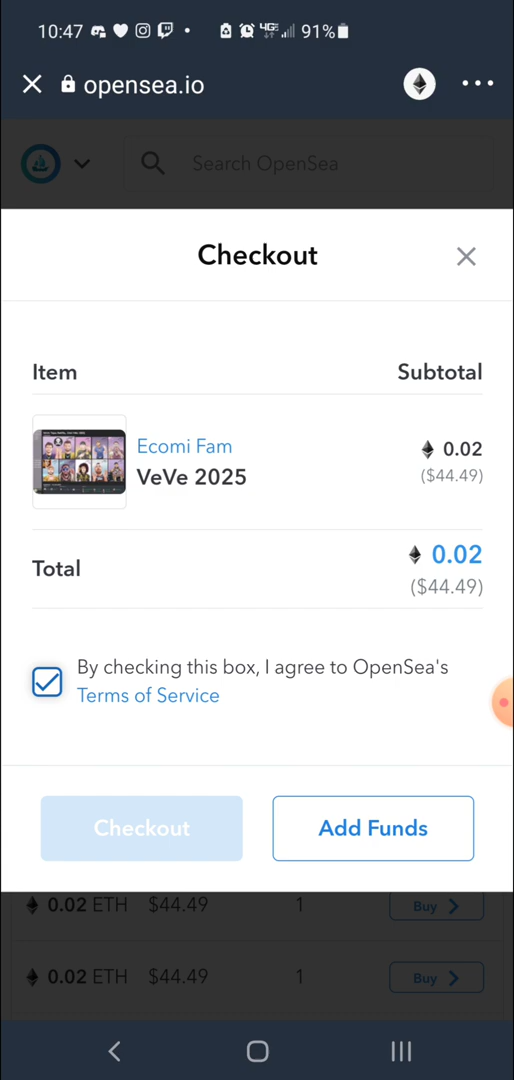 10:47 91%
opensea.io
Search OpenSea
Checkout
Item Subtotal
Ecomi Fam 0.02
VeVe 2025 ($44.49)
Total 0.02
($44.49)
By checking this box, I agree to OpenSea's
Terms of Service
Checkout Add Funds
0.02 ETH $44.49 1 Buy
0.02 ETH $44.49 1 Buy